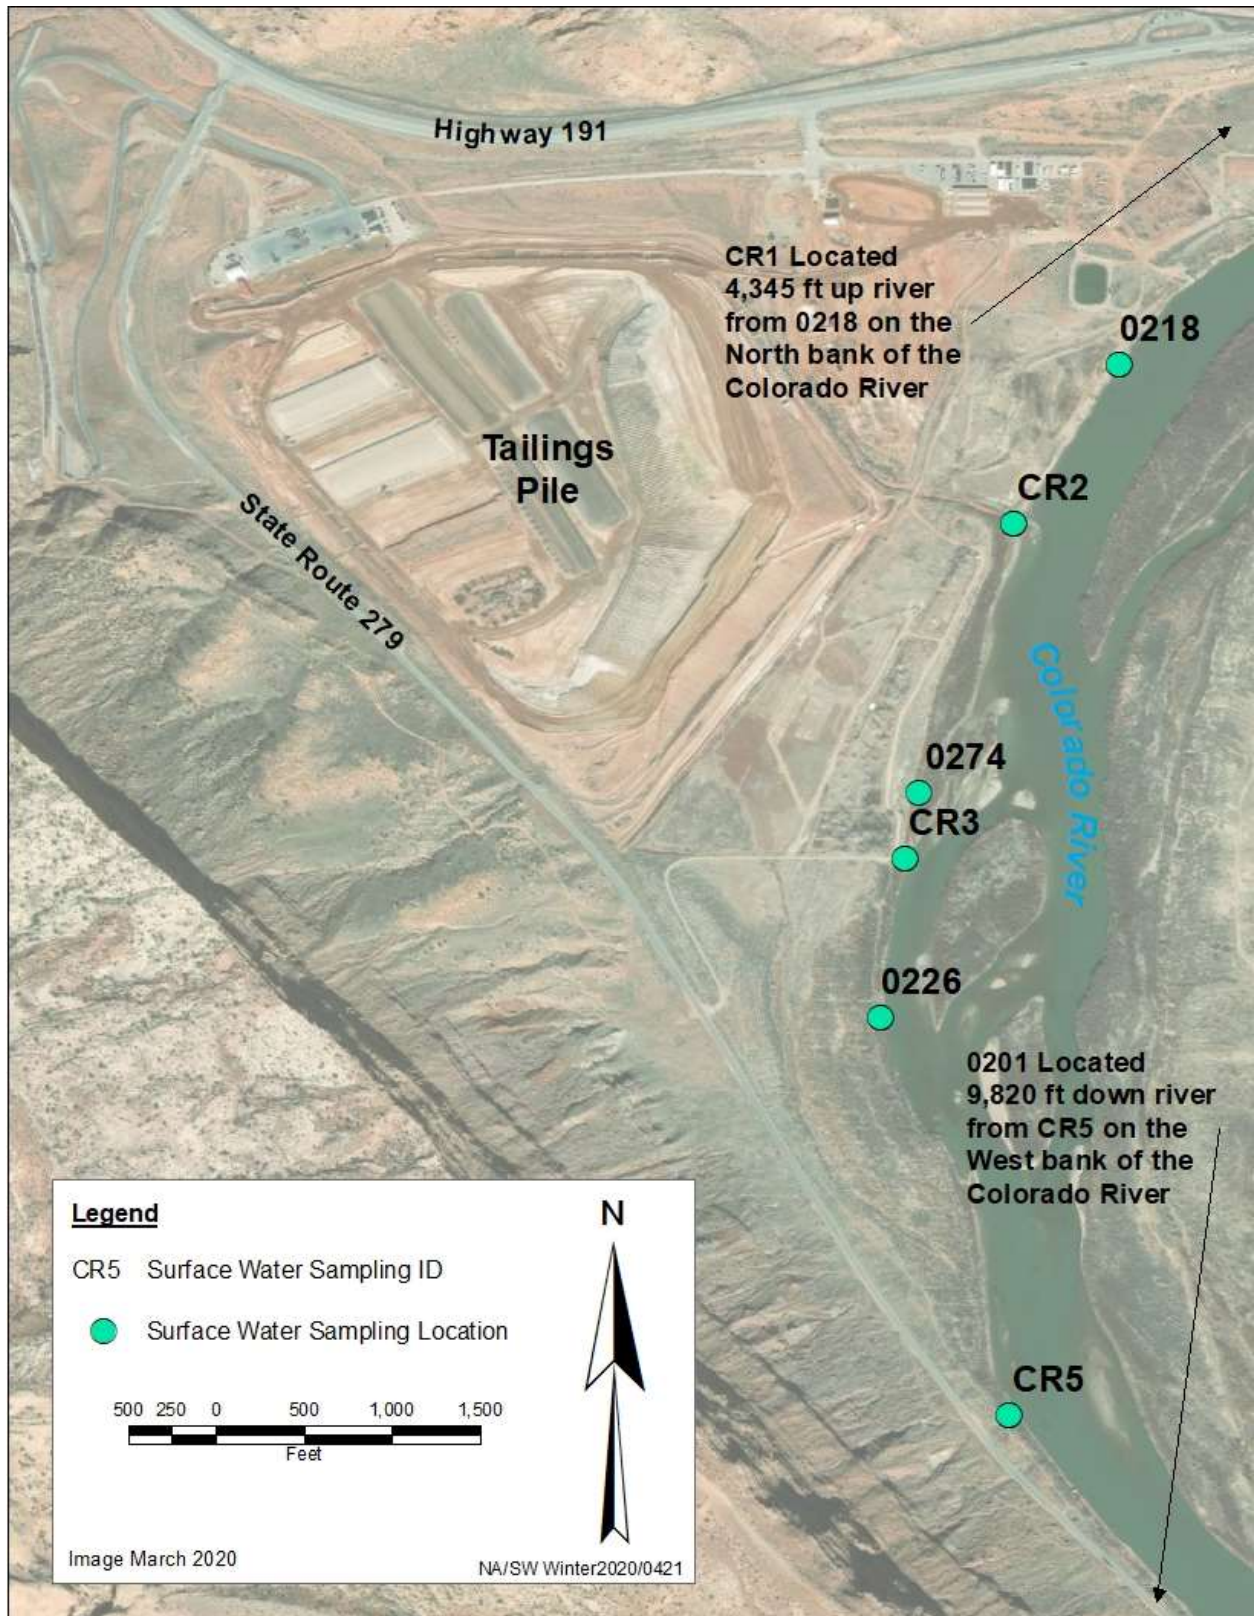 Highway 191
CR1 Located
4,345 ft up river
from 0218 on the
North bank of the
Colorado River
0218
Tailings
Pile
CR2
State Route 279
Colorado River
0274
CR3
0226
0201 Located
9,820 ft down river
from CR5 on the
West bank of the
Colorado River
Legend
N
CR5 Surface Water Sampling ID
Surface Water Sampling Location
500 250 0 500 1,000 1,500
Feet
CR5
Image March 2020
NA/SW Winter2020/0421